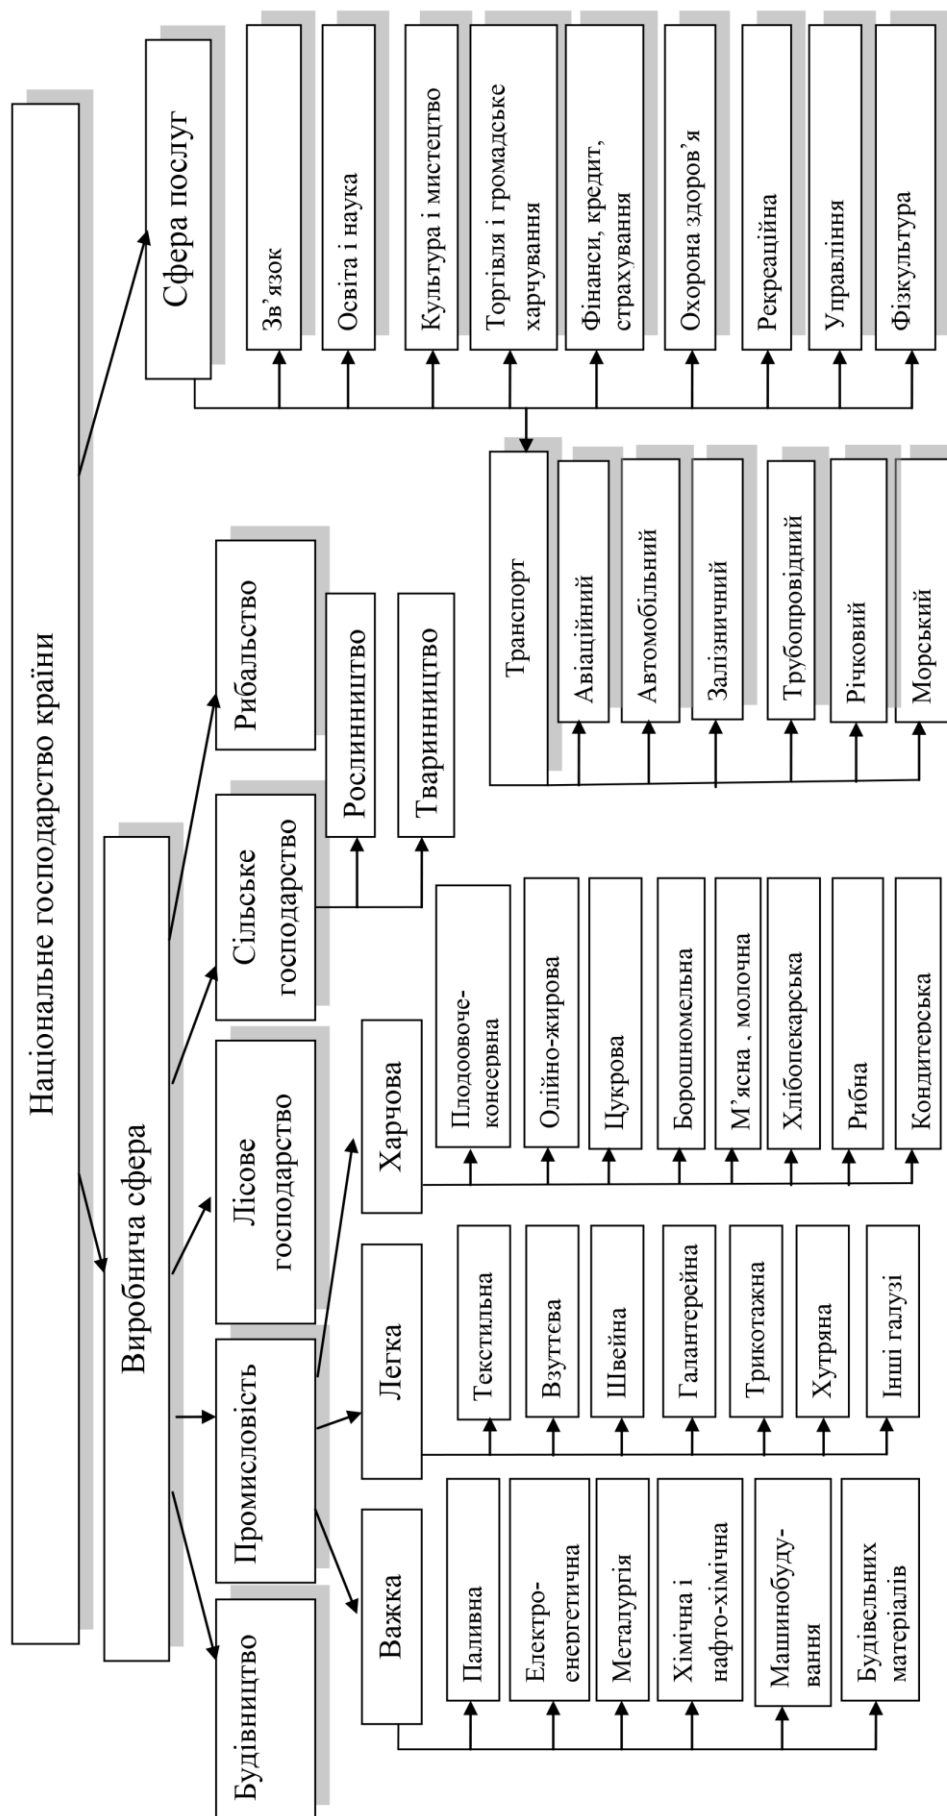 Національне господарство країни
Виробнича сфера
Сфера послуг
Будівництво
Промисловість
Лісове
господарство
Сільське
господарство
Рибальство
Рослинництво
Тваринництво
Важка
Легка
Харчова
Паливна
Електро-
енергетична
Металургія
Хімічна і
нафто-хімічна
Машинобуду-
вання
Будівельних
матеріалів
Текстильна
Взуттєва
Швейна
Галантерейна
Трикотажна
Хутряна
Інші галузі
Плодоовоче-
консервна
Олійно-жирова
Цукрова
Борошномельна
М’ясна , молочна
Хлібопекарська
Рибна
Кондитерська
Транспорт
Авіаційний
Автомобільний
Залізничний
Трубопровідний
Річковий
Морський
Зв’язок
Освіта і наука
Культура і мистецтво
Торгівля і громадське
харчування
Фінанси, кредит,
страхування
Охорона здоров’я
Рекреаційна
Управління
Фізкультура